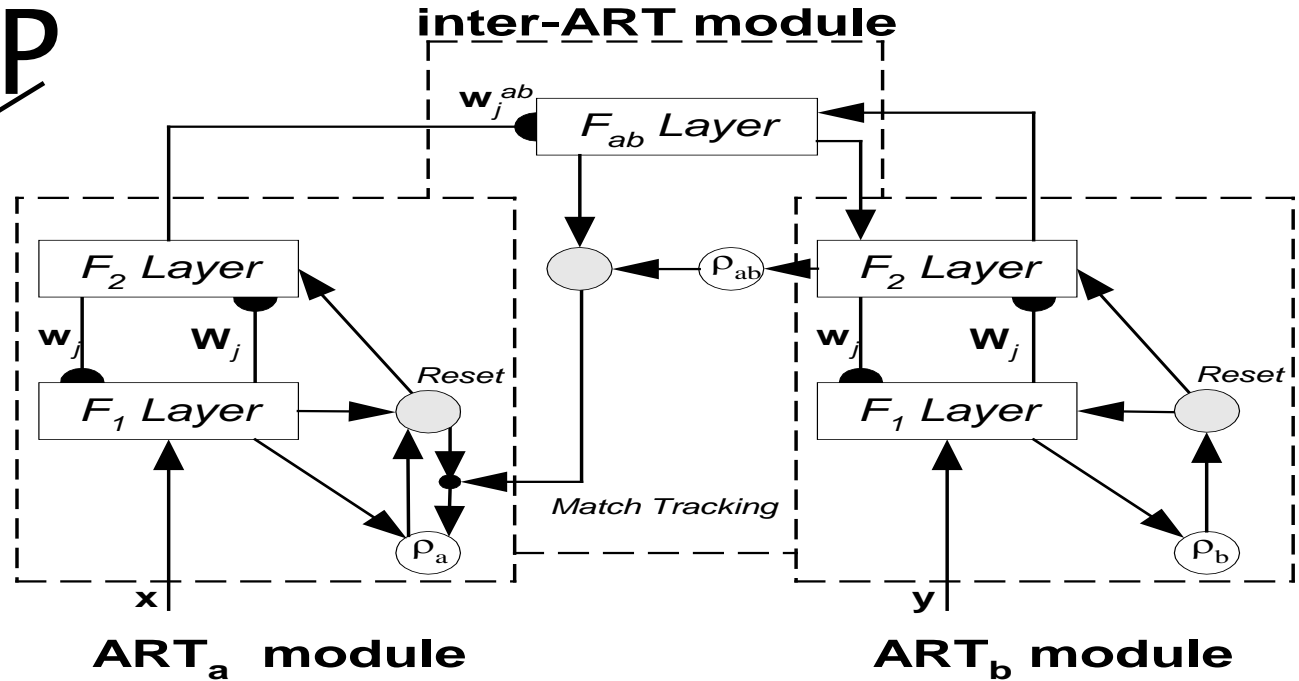 P
inter-ART module
w_j^ab
F_ab Layer
F_2 Layer
ρ_ab
F_2 Layer
w_j
W_j
w_j
W_j
Reset
Reset
F_1 Layer
F_1 Layer
Match Tracking
ρ_a
ρ_b
x
y
ART_a module
ART_b module